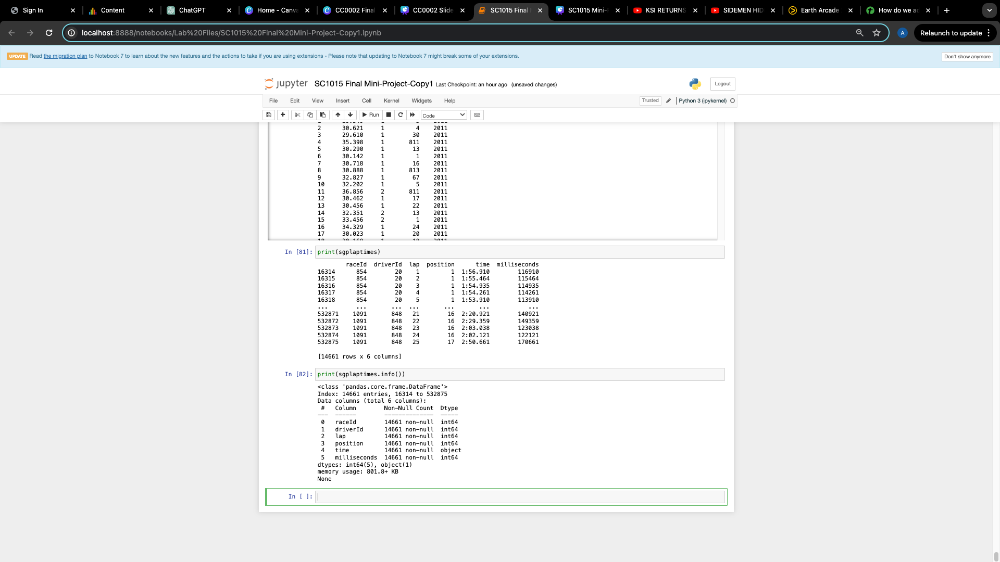 Sign In
Content
ChatGPT
Home - Canva
CC0002 Final
CC0002 Slide
SC1015 Final
SC1015 Mini-
KSI RETURNS
SIDEMEN HID
Earth Arcade
How do we a
localhost:8888/notebooks/Lab%20Files/SC1015%20Final%20Mini-Project-Copy1.ipynb
A
Relaunch to update
UPDATE Read the migration plan to Notebook 7 to learn about the new features and the actions to take if you are using extensions - Please note that updating to Notebook 7 might break some of your extensions.
Don't show anymore
jupyter SC1015 Final Mini-Project-Copy1 Last Checkpoint: an hour ago (unsaved changes)
Logout
File Edit View Insert Cell Kernel Widgets Help
Trusted Python 3 (ipykernel)
Run Code
2 30.621 1 4 2011
3 29.610 1 30 2011
4 35.398 1 811 2011
5 30.290 1 13 2011
6 30.142 1 1 2011
7 30.718 1 16 2011
8 30.888 1 813 2011
9 32.827 1 67 2011
10 32.202 1 5 2011
11 36.856 2 811 2011
12 30.462 1 17 2011
13 30.456 1 22 2011
14 32.351 2 13 2011
15 33.456 2 1 2011
16 34.329 1 24 2011
17 30.023 1 20 2011
In [81]: print(sgplaptimes)
raceId driverId lap position time milliseconds
16314 854 20 1 1 1:56.910 116910
16315 854 20 2 1 1:55.464 115464
16316 854 20 3 1 1:54.935 114935
16317 854 20 4 1 1:54.261 114261
16318 854 20 5 1 1:53.910 113910
... ... ... ... ... ... ...
532871 1091 848 21 16 2:20.921 140921
532872 1091 848 22 16 2:29.359 149359
532873 1091 848 23 16 2:03.038 123038
532874 1091 848 24 16 2:02.121 122121
532875 1091 848 25 17 2:50.661 170661
[14661 rows x 6 columns]
In [82]: print(sgplaptimes.info())
<class 'pandas.core.frame.DataFrame'>
Index: 14661 entries, 16314 to 532875
Data columns (total 6 columns):
# Column Non-Null Count Dtype
--- ------ -------------- -----
0 raceId 14661 non-null int64
1 driverId 14661 non-null int64
2 lap 14661 non-null int64
3 position 14661 non-null int64
4 time 14661 non-null object
5 milliseconds 14661 non-null int64
dtypes: int64(5), object(1)
memory usage: 801.8+ KB
None
In [ ]: